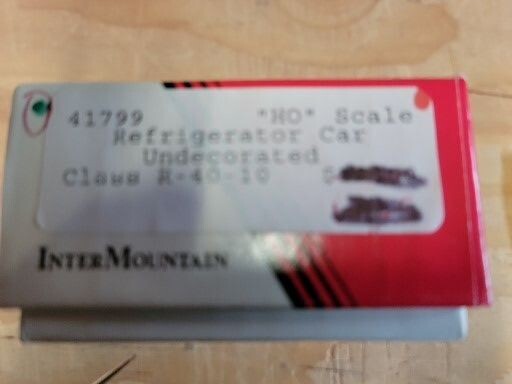 41799 "HO" Scale
Refrigerator Car
Undecorated
Class R-40-10 $
INTERMOUNTAIN